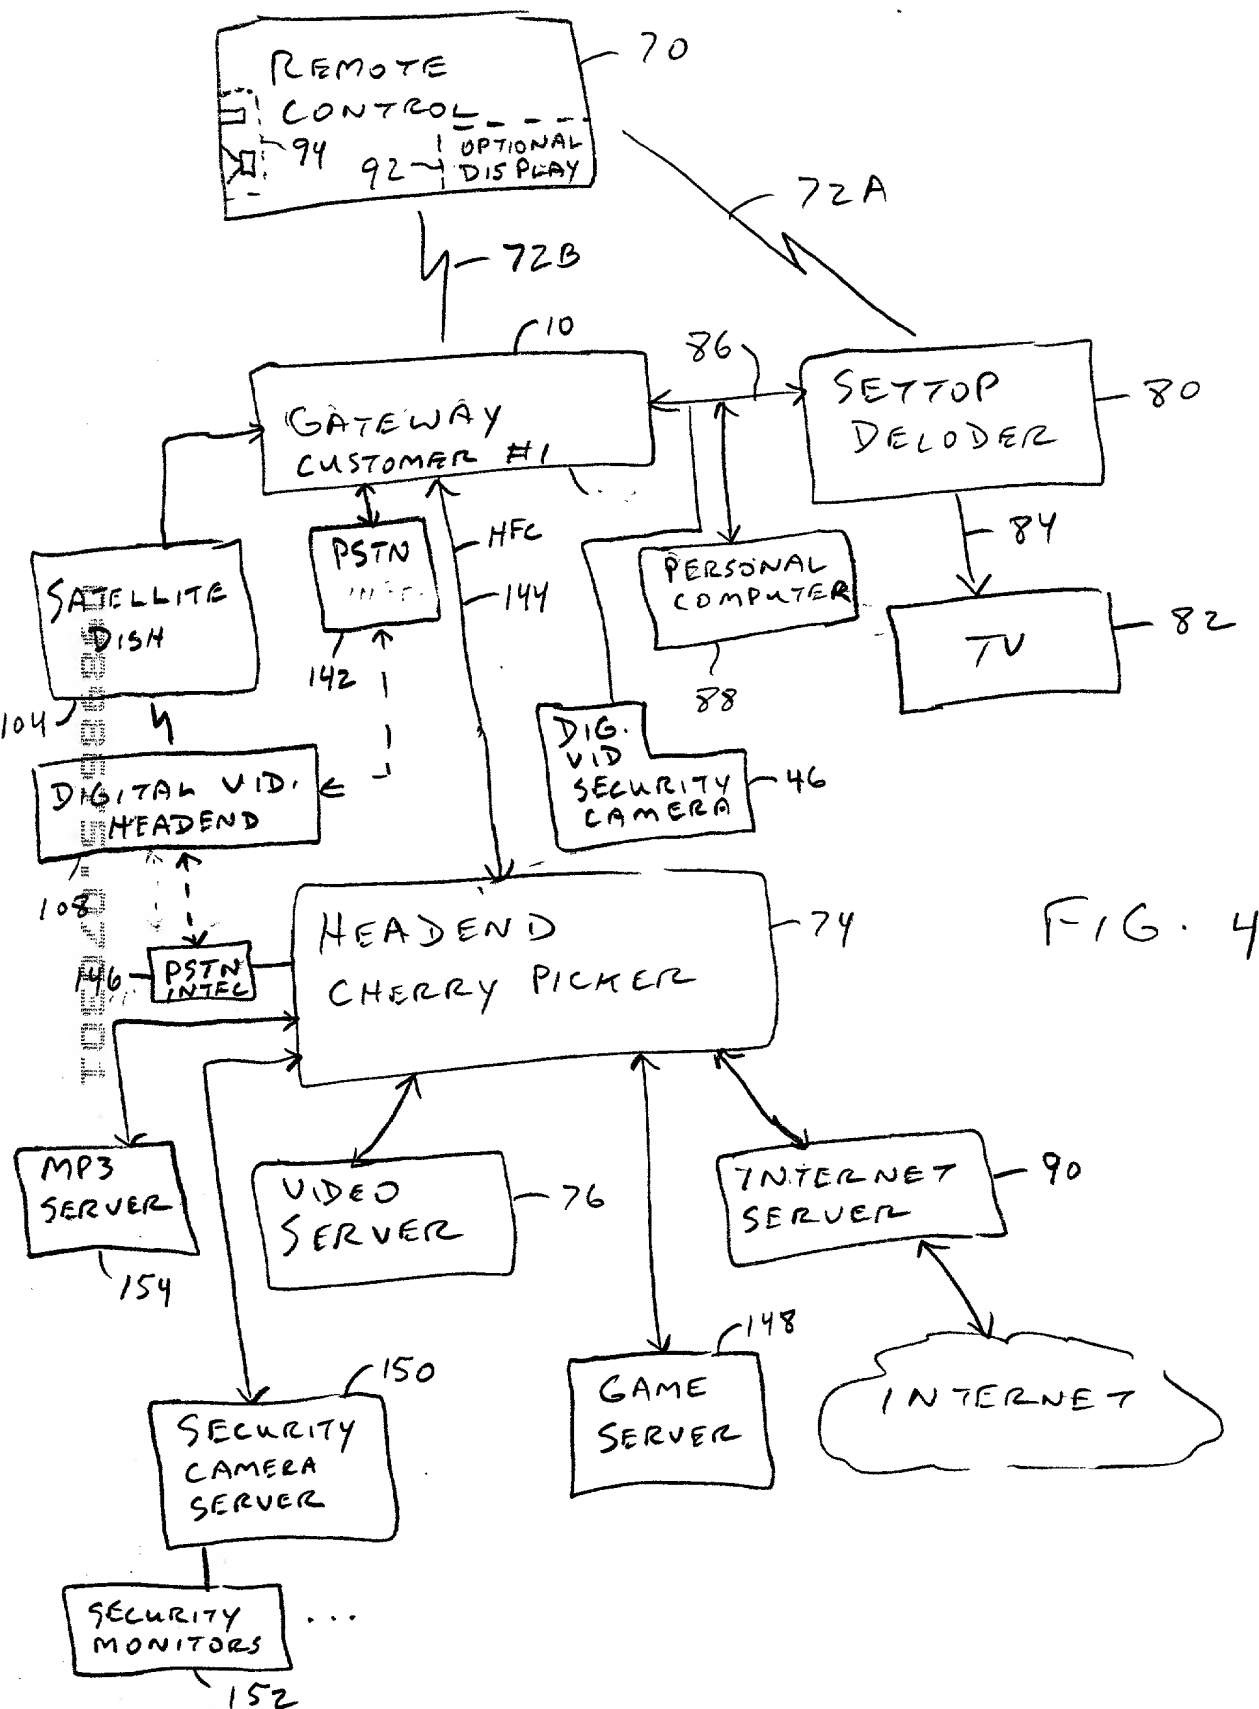 REMOTE
CONTROL
70
94
92
OPTIONAL
DISPLAY
72A
72B
10
86
GATEWAY
CUSTOMER #1
SETTOP
DELODER
80
PSTN
HFC
144
142
84
PERSONAL
COMPUTER
88
TV
82
SATELLITE
DISH
104
DIGITAL VID.
HEADEND
108
DIG.
VID
SECURITY
CAMERA
46
HEADEND
CHERRY PICKER
74
FIG. 4
146
PSTN
INTFC
MP3
SERVER
154
VIDEO
SERVER
76
INTERNET
SERVER
90
148
GAME
SERVER
INTERNET
150
SECURITY
CAMERA
SERVER
SECURITY
MONITORS
...
152